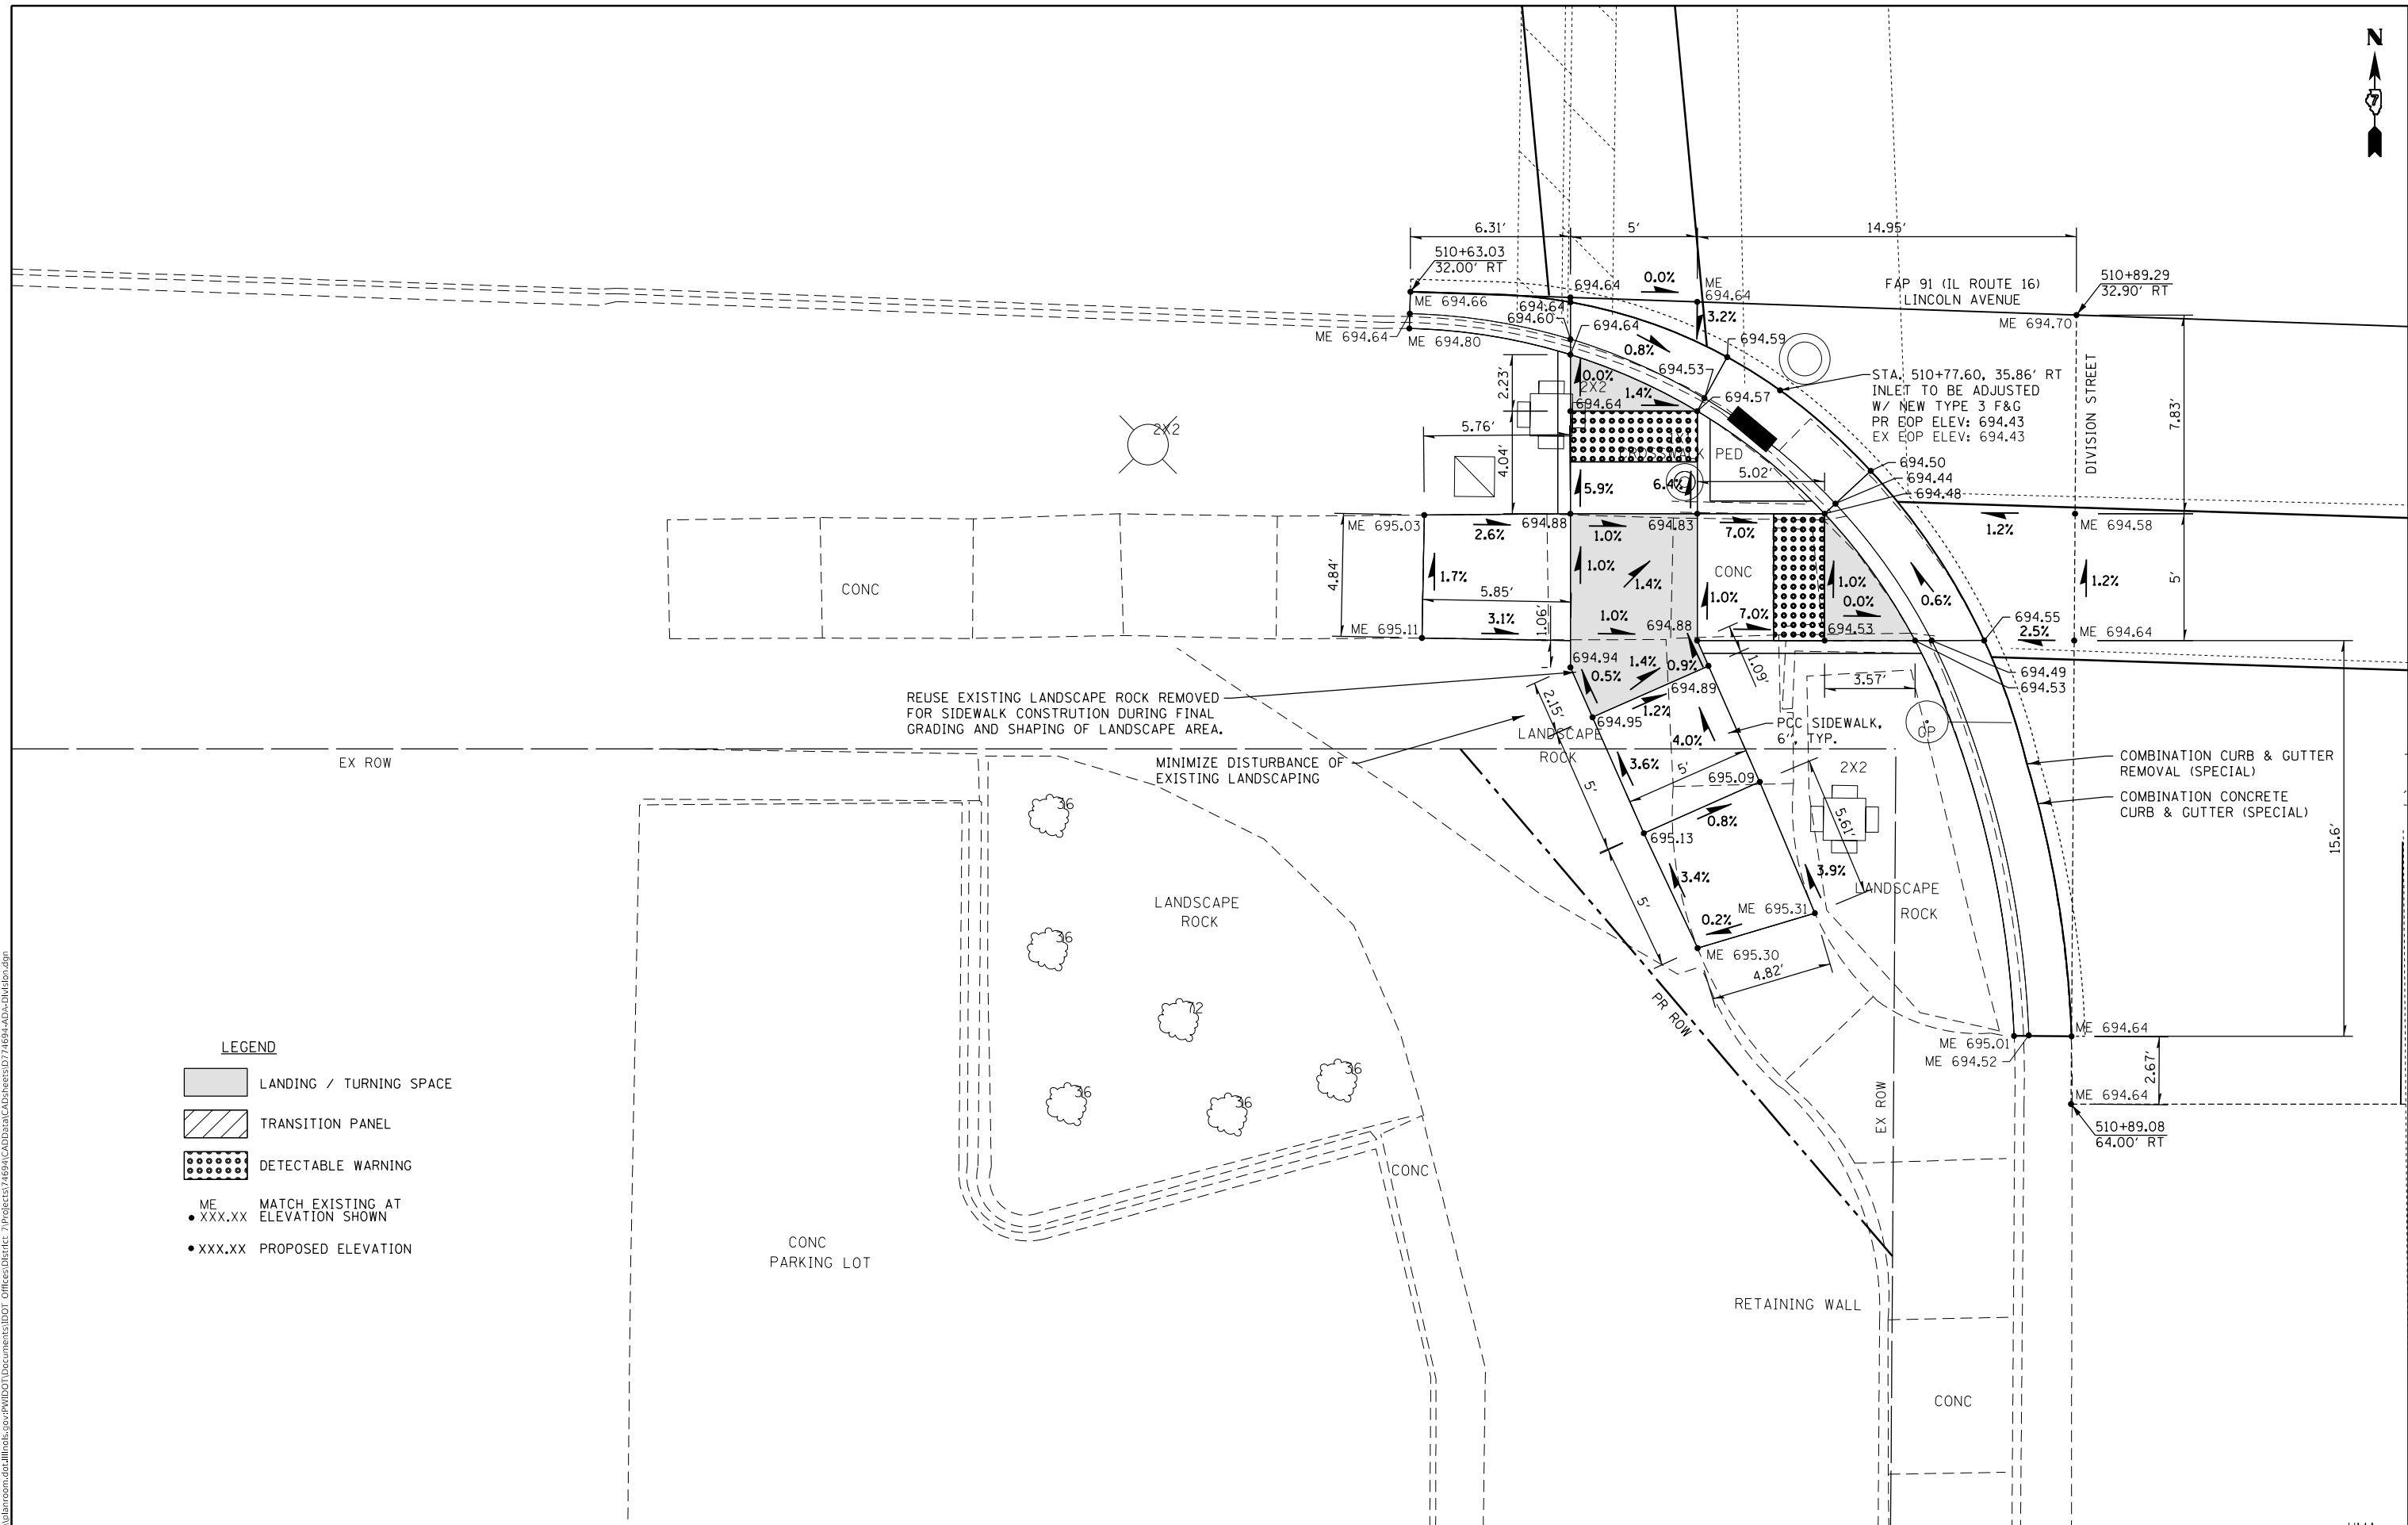 N
7
6.31'
5'
14.95'
510+63.03
32.00' RT
0.0%
694.64
ME
694.64
FAP 91 (IL ROUTE 16)
LINCOLN AVENUE
510+89.29
32.90' RT
ME 694.66
694.64
694.60
694.64
3.2%
ME 694.70
ME 694.64
ME 694.80
0.8%
694.59
694.53
694.57
2.23'
0.0%
2X2
1.4%
694.64
STA. 510+77.60, 35.86' RT
INLET TO BE ADJUSTED
W/ NEW TYPE 3 F&G
PR EOP ELEV: 694.43
EX EOP ELEV: 694.43
DIVISION STREET
7.83'
2X2
5.76'
4.04'
CROSSWALK PED
5.02'
694.50
694.44
694.48
5.9%
6.4%
ME 695.03
2.6%
694.88
1.0%
694.83
7.0%
1.2%
ME 694.58
4.84'
CONC
1.7%
1.0%
1.4%
CONC
1.0%
1.2%
5'
5.85'
1.0%
0.0%
0.6%
3.1%
1.06'
1.0%
694.88
7.0%
694.53
694.55
2.5%
ME 694.64
ME 695.11
694.94
1.4%
0.9%
1.09'
694.49
694.53
0.5%
694.89
3.57'
REUSE EXISTING LANDSCAPE ROCK REMOVED
FOR SIDEWALK CONSTRUTION DURING FINAL
GRADING AND SHAPING OF LANDSCAPE AREA.
2.15'
1.2%
694.95
PCC SIDEWALK,
6", TYP.
GP
LANDSCAPE
ROCK
4.0%
EX ROW
MINIMIZE DISTURBANCE OF
EXISTING LANDSCAPING
3.6%
5'
695.09
2X2
COMBINATION CURB & GUTTER
REMOVAL (SPECIAL)
COMBINATION CONCRETE
CURB & GUTTER (SPECIAL)
36
5'
0.8%
5.61'
695.13
15.6'
3.4%
3.9%
LANDSCAPE
ROCK
LANDSCAPE
ROCK
5'
ME 695.31
0.2%
36
ME 695.30
4.82'
72
PR ROW
ME 694.64
ME 695.01
ME 694.52
2.67'
36
36
36
EX ROW
ME 694.64
510+89.08
64.00' RT
LEGEND
LANDING / TURNING SPACE
TRANSITION PANEL
DETECTABLE WARNING
ME
XXX.XX
MATCH EXISTING AT
ELEVATION SHOWN
XXX.XX PROPOSED ELEVATION
CONC
CONC
PARKING LOT
RETAINING WALL
CONC